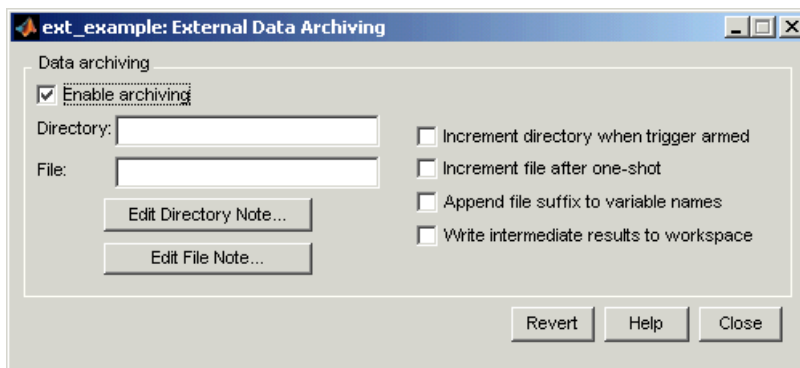 ext_example: External Data Archiving
Data archiving
Enable archiving
Directory:
File:
Edit Directory Note...
Edit File Note...
Increment directory when trigger armed
Increment file after one-shot
Append file suffix to variable names
Write intermediate results to workspace
Revert
Help
Close